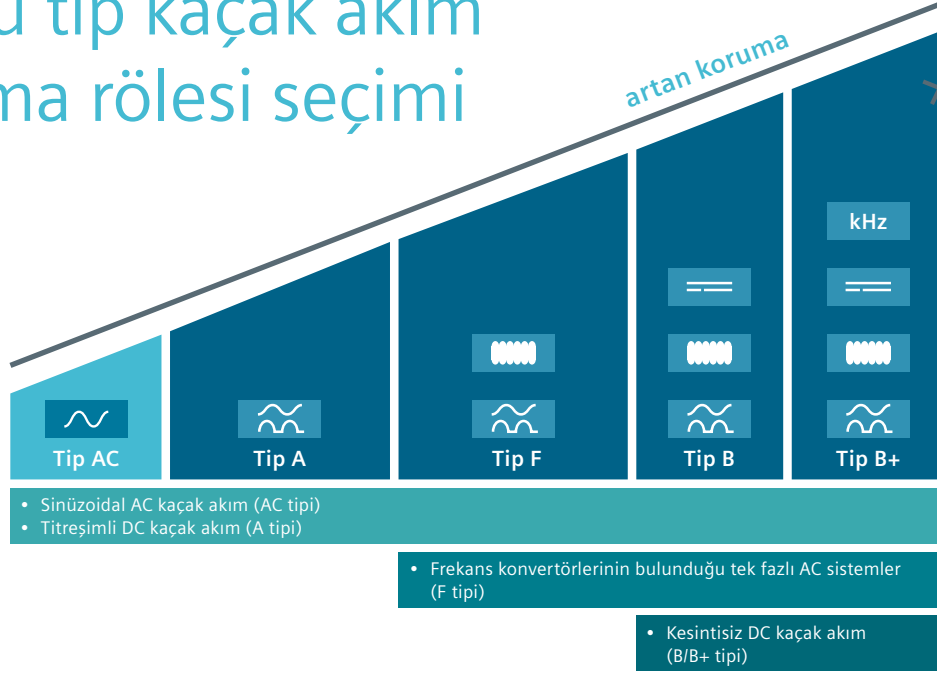 tip kaçak akım
rölesi seçimi
artan koruma
kHz
Tip AC
Tip A
Tip F
Tip B
Tip B+
• Sinüzoidal AC kaçak akım (AC tipi)
• Titreşimli DC kaçak akım (A tipi)
• Frekans konvertörlerinin bulunduğu tek fazlı AC sistemler
(F tipi)
• Kesintisiz DC kaçak akım
(B/B+ tipi)